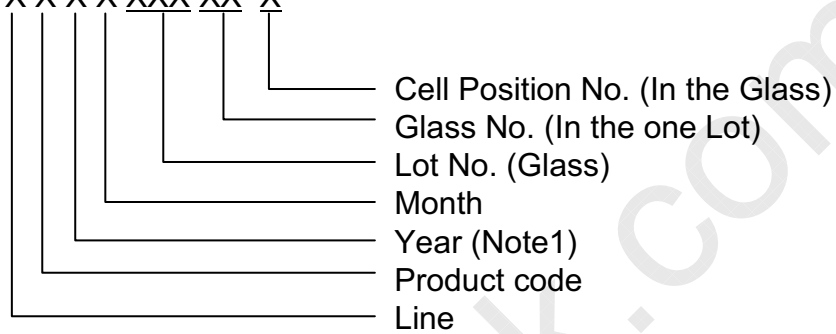 X X X X XXX XX X
Cell Position No. (In the Glass)
Glass No. (In the one Lot)
Lot No. (Glass)
Month
Year (Note1)
Product code
Line